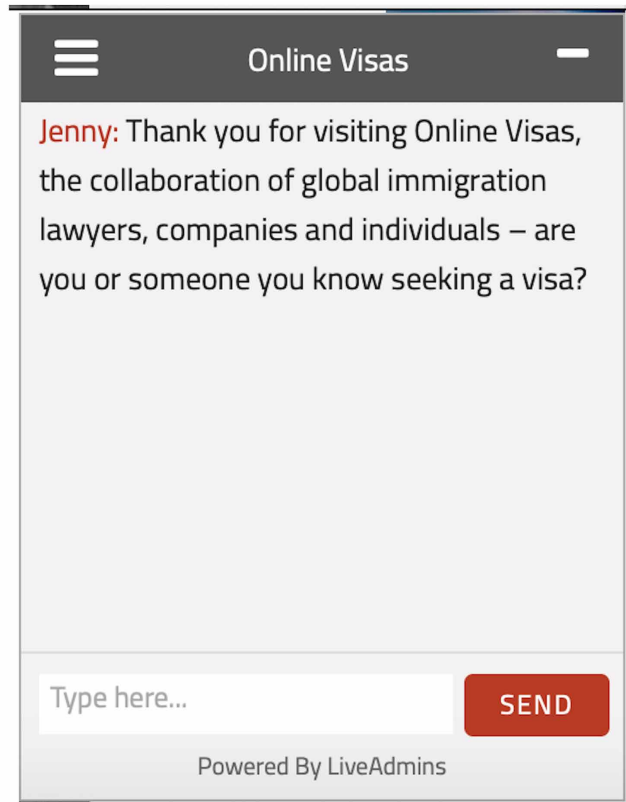 Online Visas
Jenny: Thank you for visiting Online Visas,
the collaboration of global immigration
lawyers, companies and individuals – are
you or someone you know seeking a visa?
Type here...
SEND
Powered By LiveAdmins